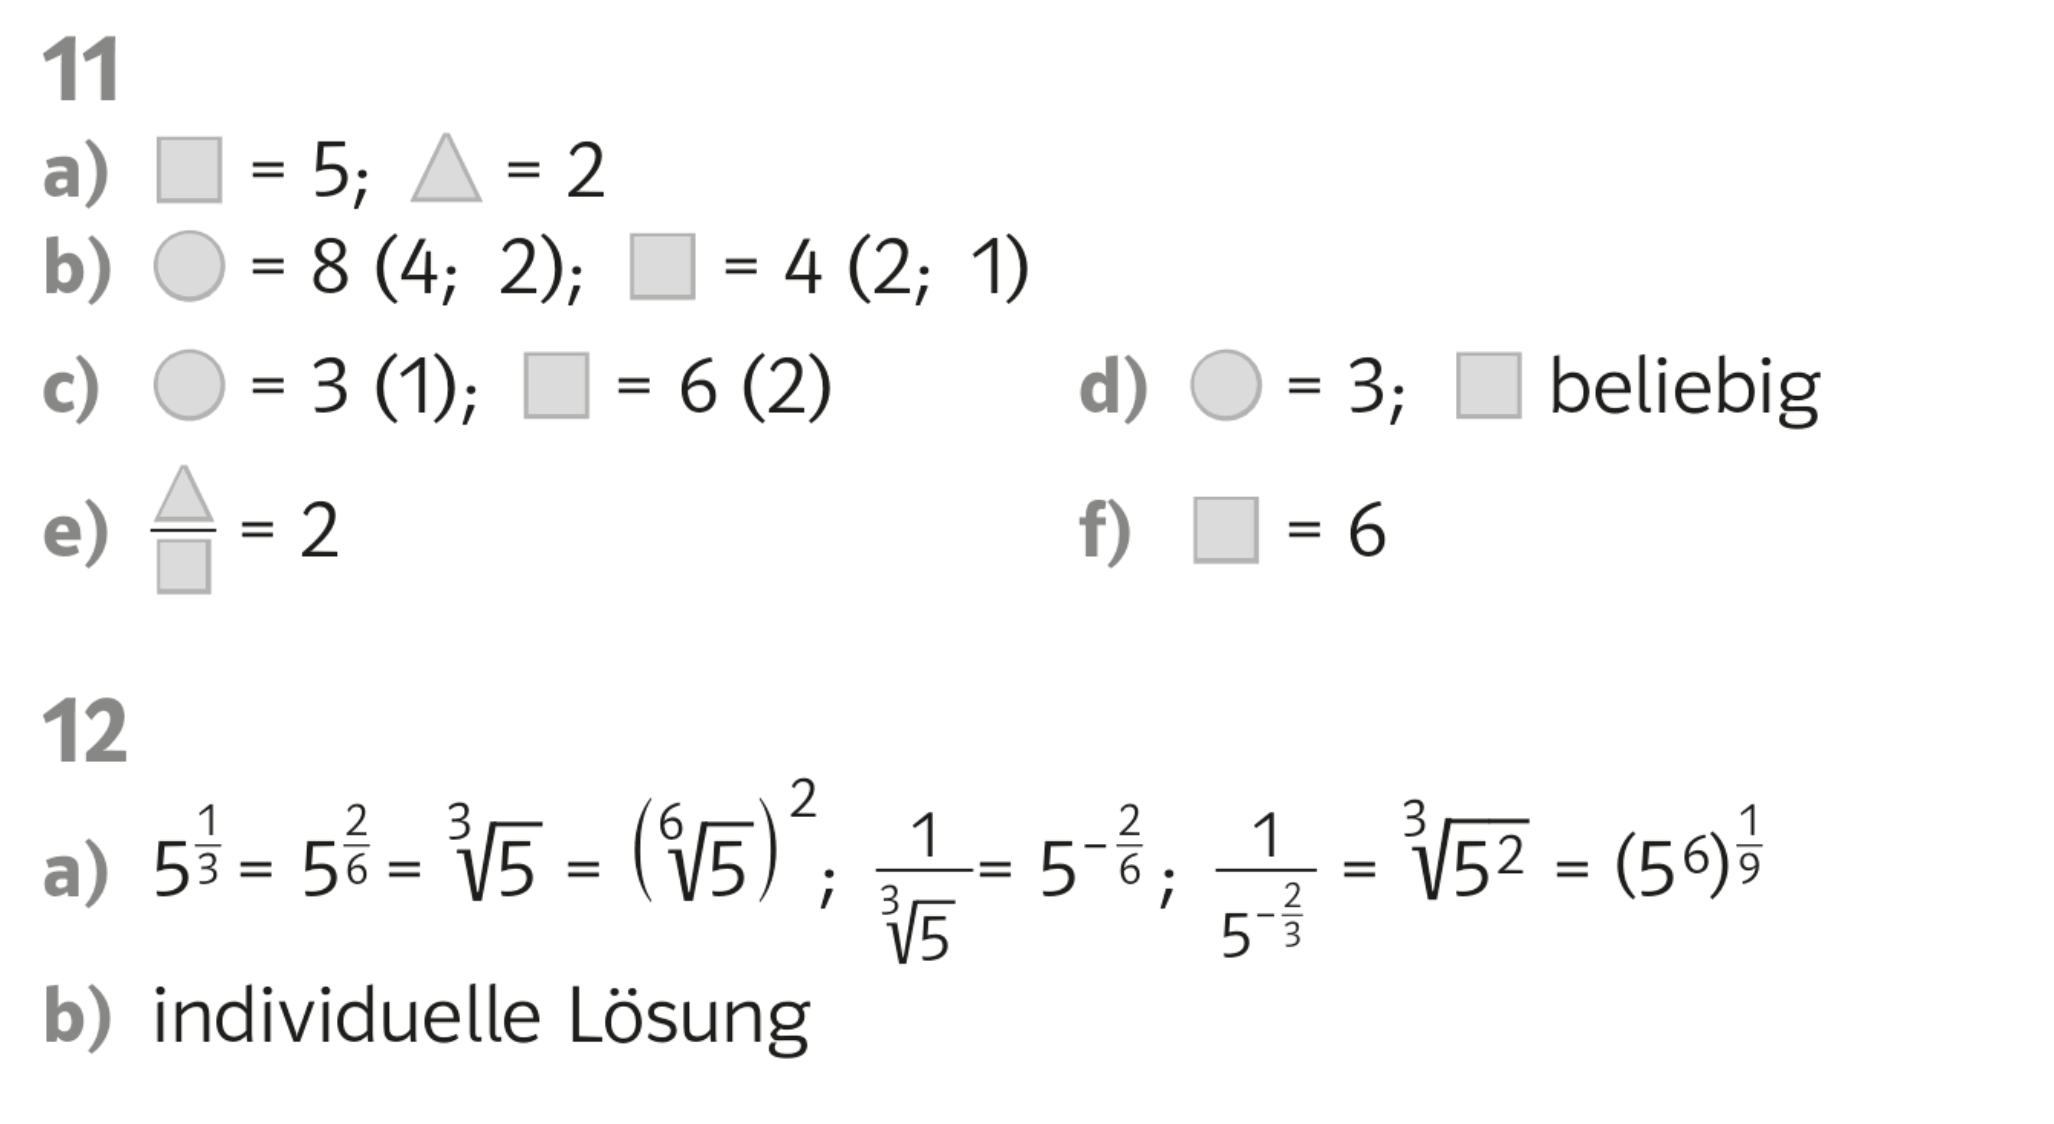 11
a) □ = 5; △ = 2
b) ○ = 8 (4; 2); □ = 4 (2; 1)
c) ○ = 3 (1); □ = 6 (2) d) ○ = 3; □ beliebig
e) △/□ = 2 f) □ = 6
12
a) 5^(1/3) = 5^(2/6) = ∛5 = (⁶√5)²; 1/∛5 = 5^(−2/6); 1/5^(−2/3) = ∛5² = (5⁶)^(1/9)
b) individuelle Lösung